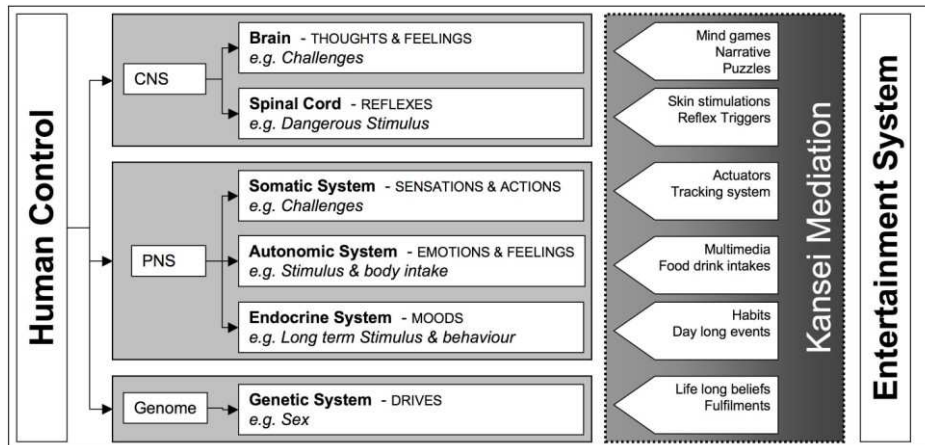 Human Control
CNS
Brain - THOUGHTS & FEELINGS
e.g. Challenges
Spinal Cord - REFLEXES
e.g. Dangerous Stimulus
PNS
Somatic System - SENSATIONS & ACTIONS
e.g. Challenges
Autonomic System - EMOTIONS & FEELINGS
e.g. Stimulus & body intake
Endocrine System - MOODS
e.g. Long term Stimulus & behaviour
Genome
Genetic System - DRIVES
e.g. Sex
Mind games
Narrative
Puzzles
Skin stimulations
Reflex Triggers
Actuators
Tracking system
Multimedia
Food drink intakes
Habits
Day long events
Life long beliefs
Fulfilments
Kansei Mediation
Entertainment System